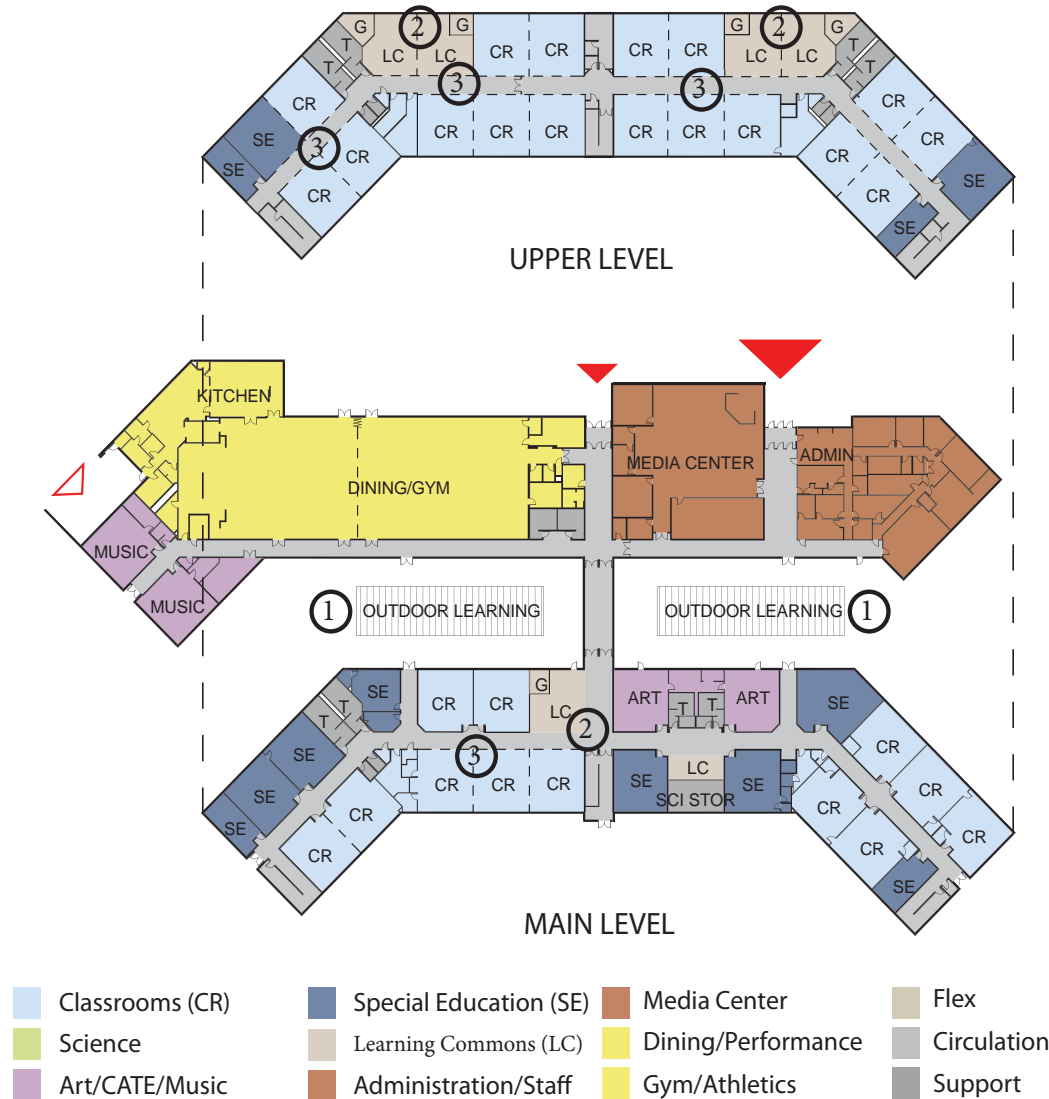 2 2
G G G G
T T
T LC LC CR CR CR CR LC LC T
3 3
CR CR
SE CR CR CR CR CR CR CR
3 CR
SE CR CR SE
CR CR SE
UPPER LEVEL
KITCHEN
MEDIA CENTER ADMIN
DINING/GYM
MUSIC
MUSIC
1 OUTDOOR LEARNING OUTDOOR LEARNING 1
SE CR CR G ART ART SE
T T T
T LC 2
SE 3 CR
SE CR CR CR SE LC SE CR
SE CR SCI STOR CR CR
CR CR SE
MAIN LEVEL
Classrooms (CR)
Science
Art/CATE/Music
Special Education (SE)
Learning Commons (LC)
Administration/Staff
Media Center
Dining/Performance
Gym/Athletics
Flex
Circulation
Support